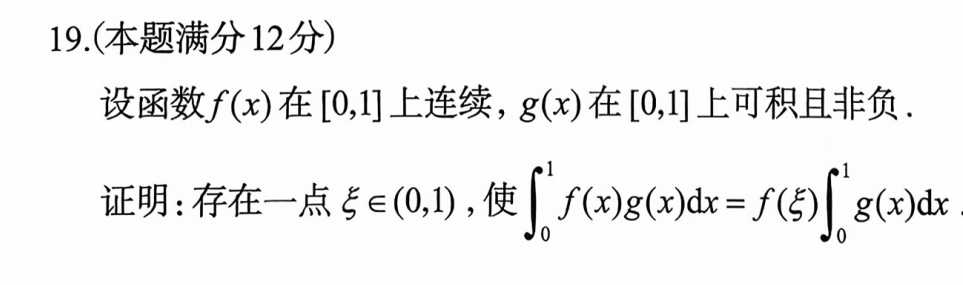 19.(本题满分12分)
设函数f(x)在[0,1]上连续，g(x)在[0,1]上可积且非负.
证明：存在一点ξ∈(0,1)，使∫₀¹f(x)g(x)dx=f(ξ)∫₀¹g(x)dx.